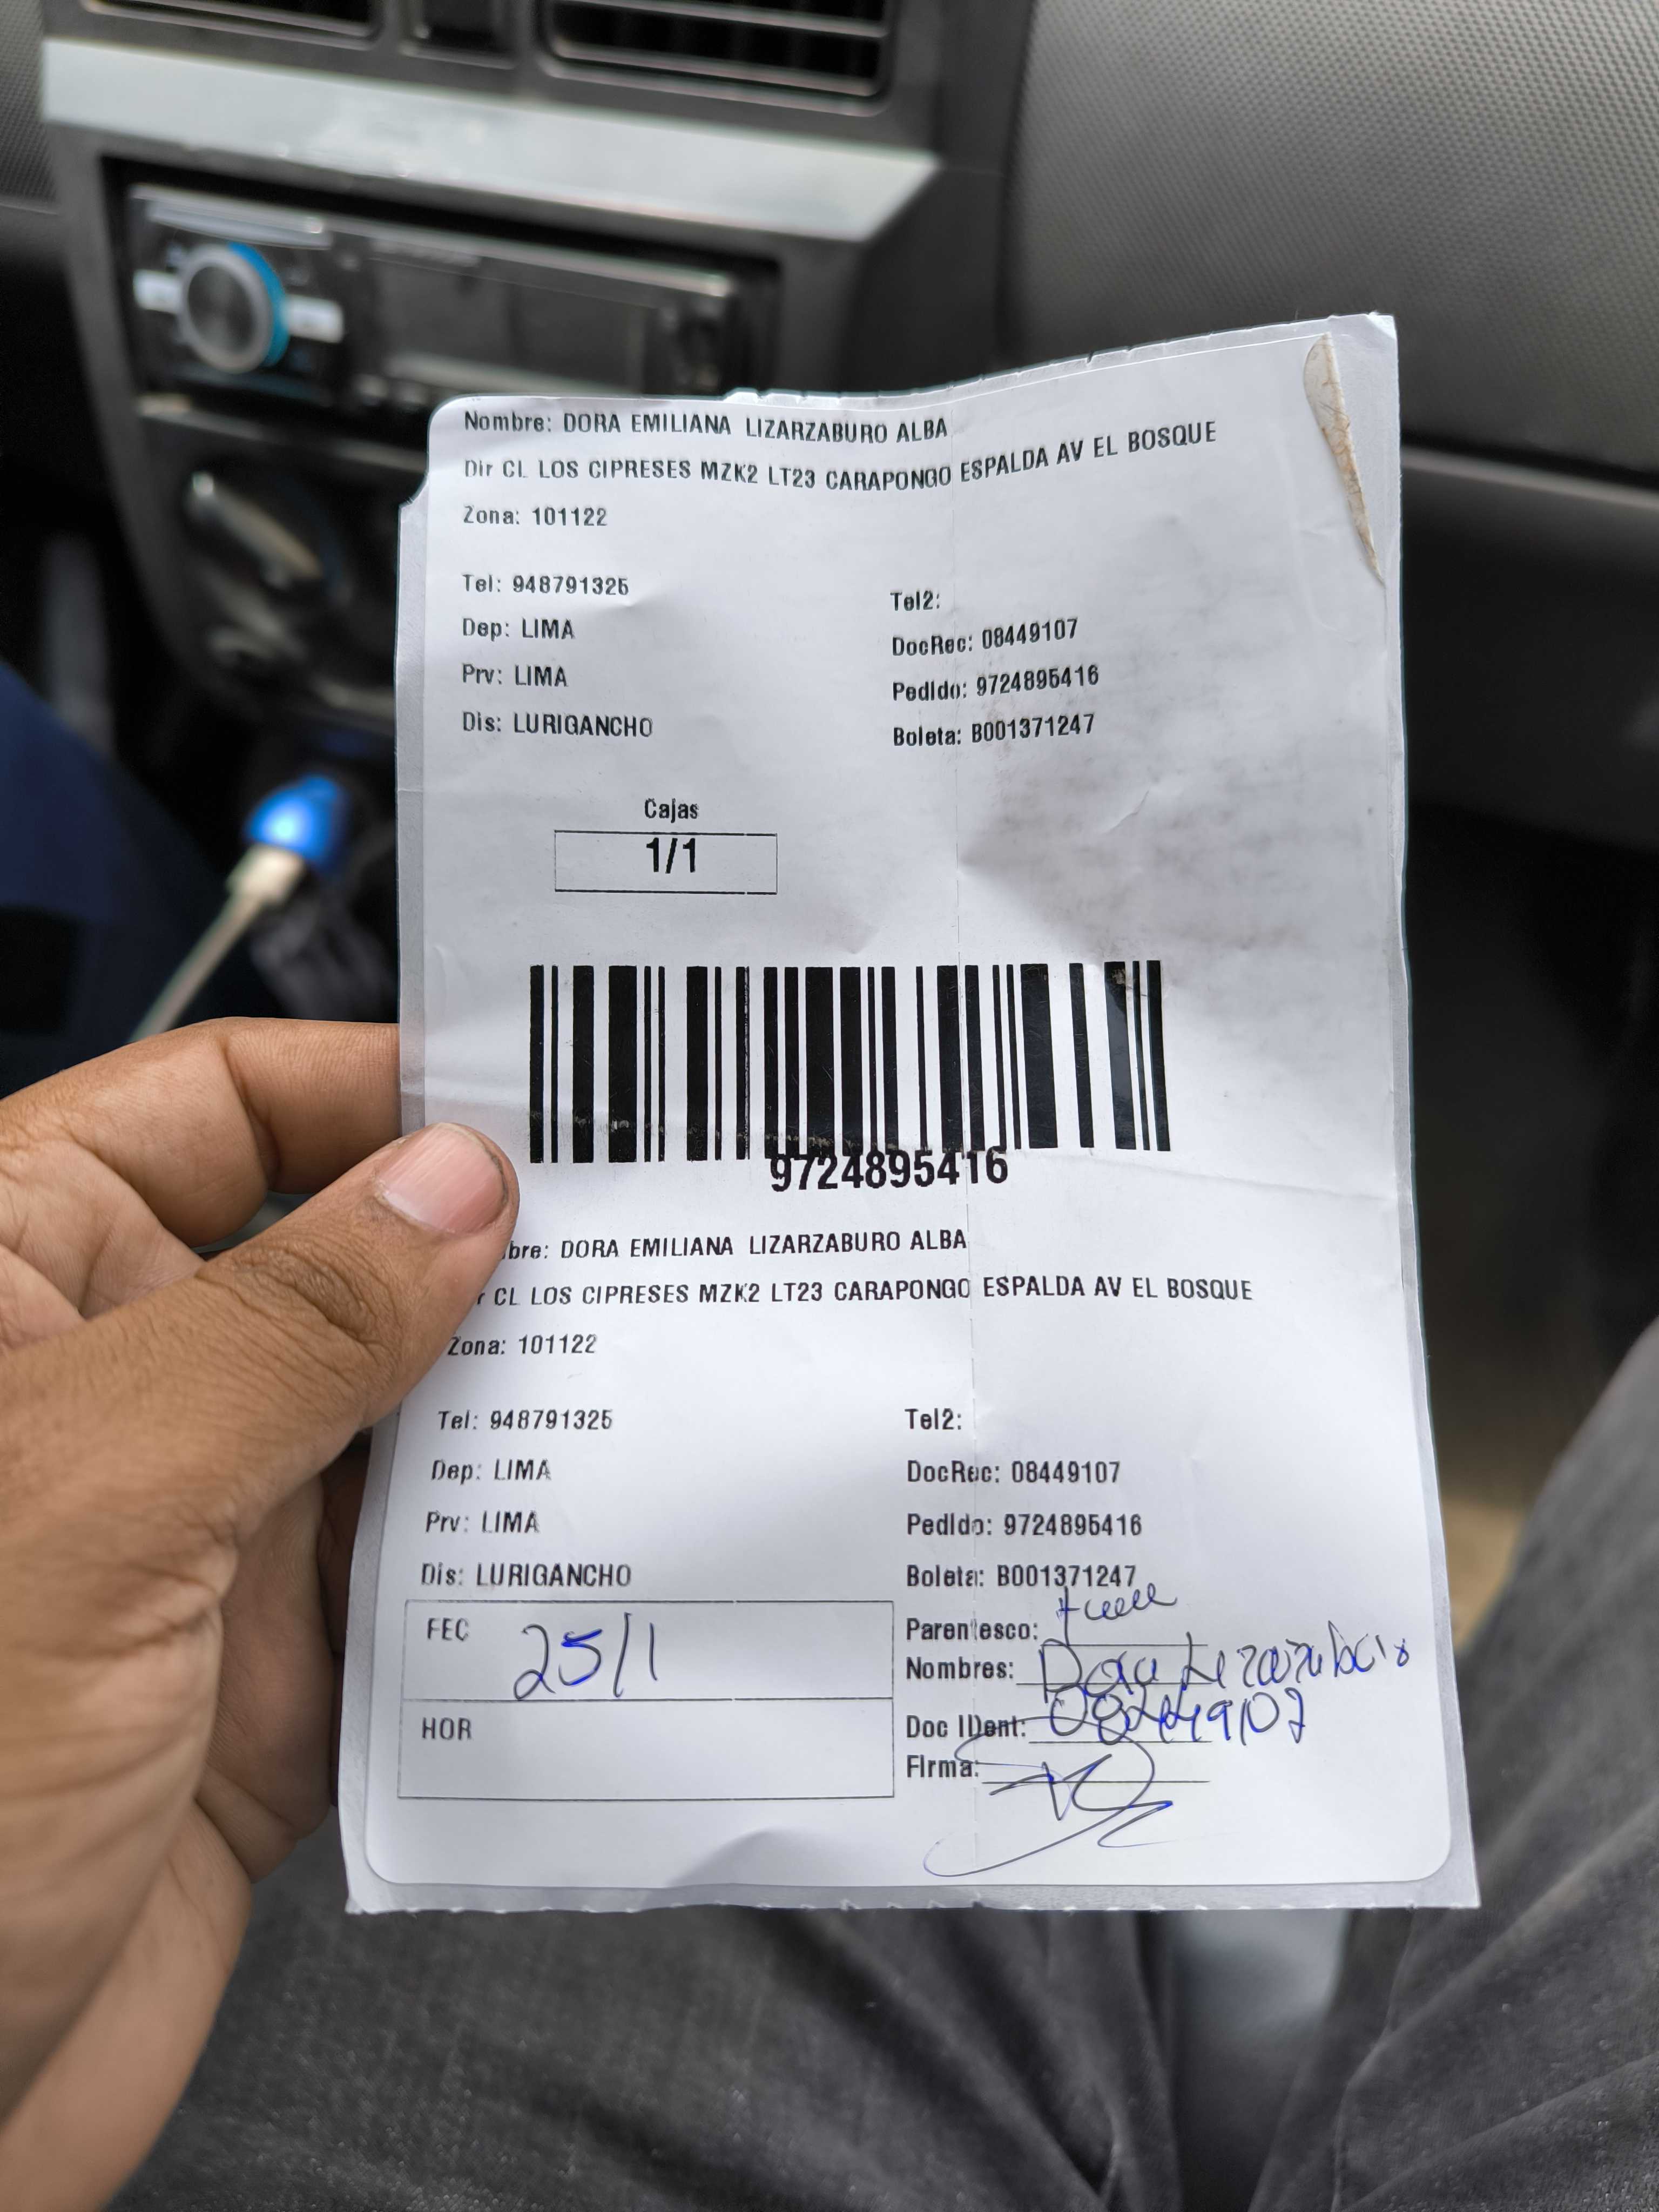 Nombre: DORA EMILIANA LIZARZABURO ALBA
Dir CL LOS CIPRESES MZK2 LT23 CARAPONGO ESPALDA AV EL BOSQUE
Zona: 101122
Tel: 948791325 Tel2:
Dep: LIMA DocRec: 08449107
Prv: LIMA Pedido: 9724895416
Dis: LURIGANCHO Boleta: B001371247
Cajas
1/1
9724895416
bre: DORA EMILIANA LIZARZABURO ALBA
r CL LOS CIPRESES MZK2 LT23 CARAPONGO ESPALDA AV EL BOSQUE
Zona: 101122
Tel: 948791325 Tel2:
Dep: LIMA DocRec: 08449107
Prv: LIMA Pedido: 9724895416
Dis: LURIGANCHO Boleta: B001371247
FEC 25/1 Parentesco:
Nombres: Dora Lizarzaburo
HOR Doc IDent: 08449107
Firma: